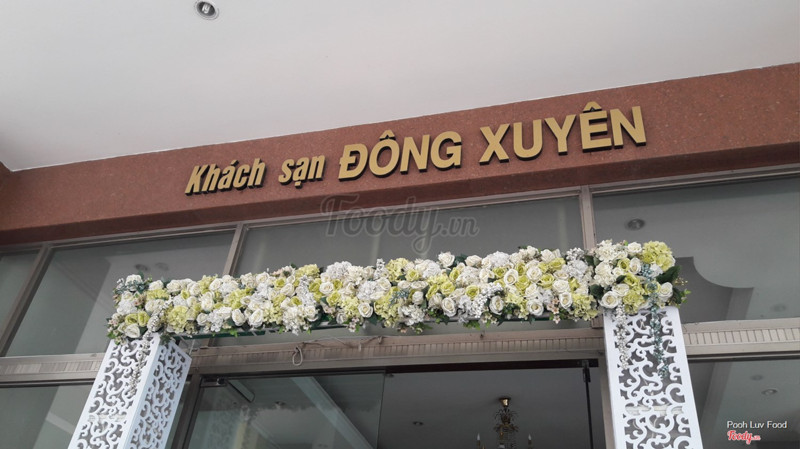 Khách sạn ĐÔNG XUYÊN
Foody.vn
Pooh Luv Food
Foody.vn